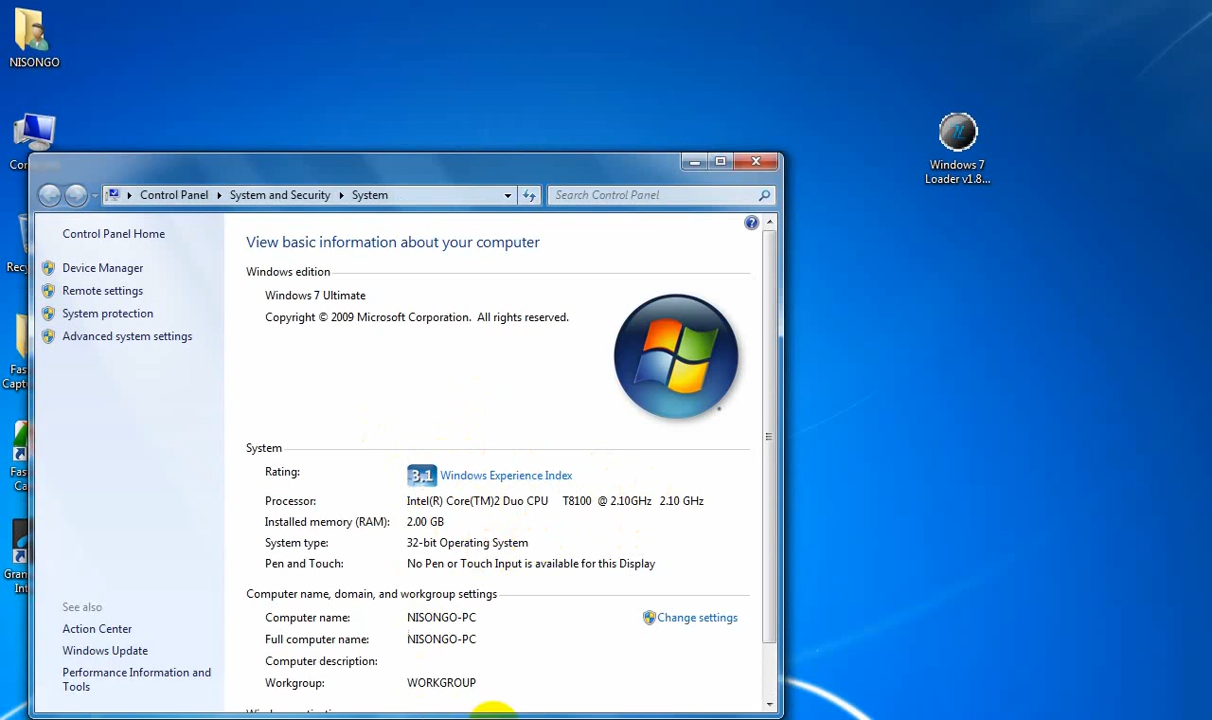 NISONGO
Windows 7
Loader v1.8...
Control Panel
System and Security
System
Search Control Panel
Control Panel Home
Device Manager
Remote settings
System protection
Advanced system settings
See also
Action Center
Windows Update
Performance Information and
Tools
View basic information about your computer
Windows edition
Windows 7 Ultimate
Copyright © 2009 Microsoft Corporation. All rights reserved.
System
Rating: 3,1 Windows Experience Index
Processor: Intel(R) Core(TM)2 Duo CPU T8100 @ 2.10GHz 2.10 GHz
Installed memory (RAM): 2.00 GB
System type: 32-bit Operating System
Pen and Touch: No Pen or Touch Input is available for this Display
Computer name, domain, and workgroup settings
Computer name: NISONGO-PC Change settings
Full computer name: NISONGO-PC
Computer description:
Workgroup: WORKGROUP